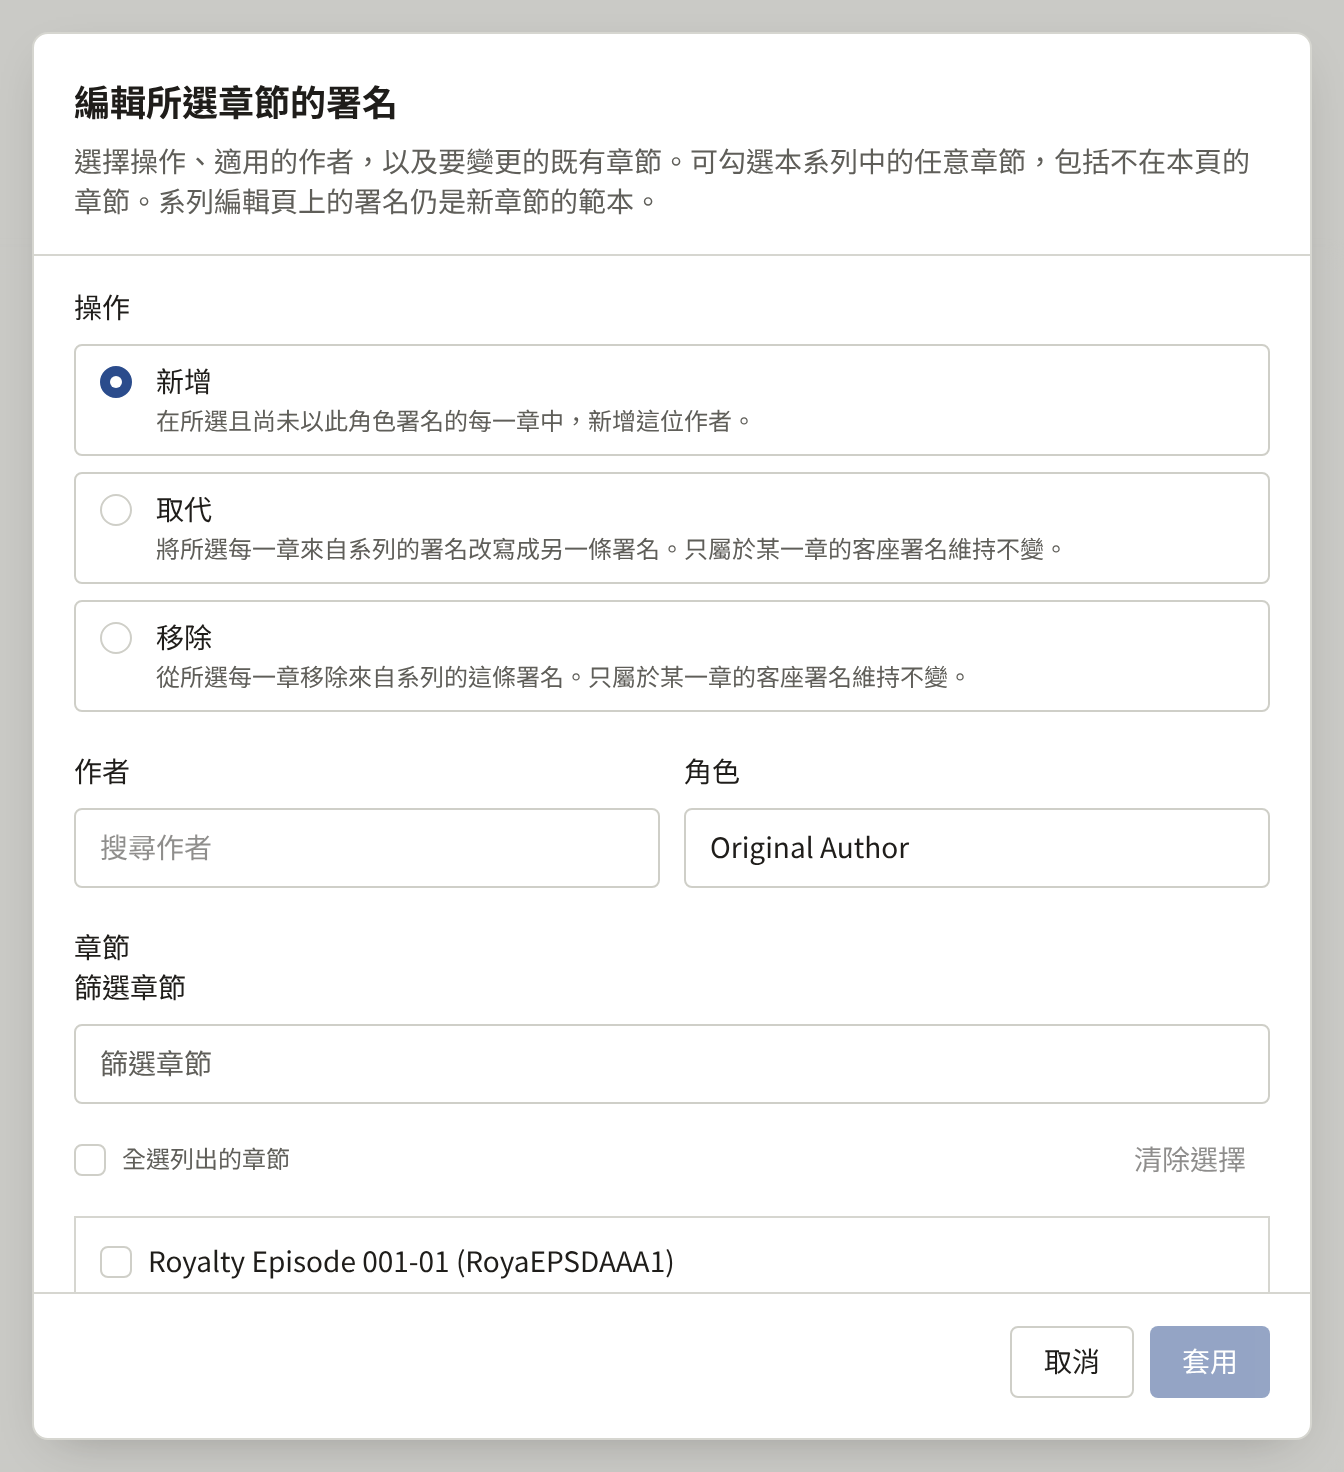 編輯所選章節的署名
選擇操作、適用的作者，以及要變更的既有章節。可勾選本系列中的任意章節，包括不在本頁的
章節。系列編輯頁上的署名仍是新章節的範本。
操作
新增
在所選且尚未以此角色署名的每一章中，新增這位作者。
取代
將所選每一章來自系列的署名改寫成另一條署名。只屬於某一章的客座署名維持不變。
移除
從所選每一章移除來自系列的這條署名。只屬於某一章的客座署名維持不變。
作者
角色
搜尋作者
Original Author
章節
篩選章節
篩選章節
全選列出的章節
清除選擇
Royalty Episode 001-01 (RoyaEPSDAAA1)
取消
套用